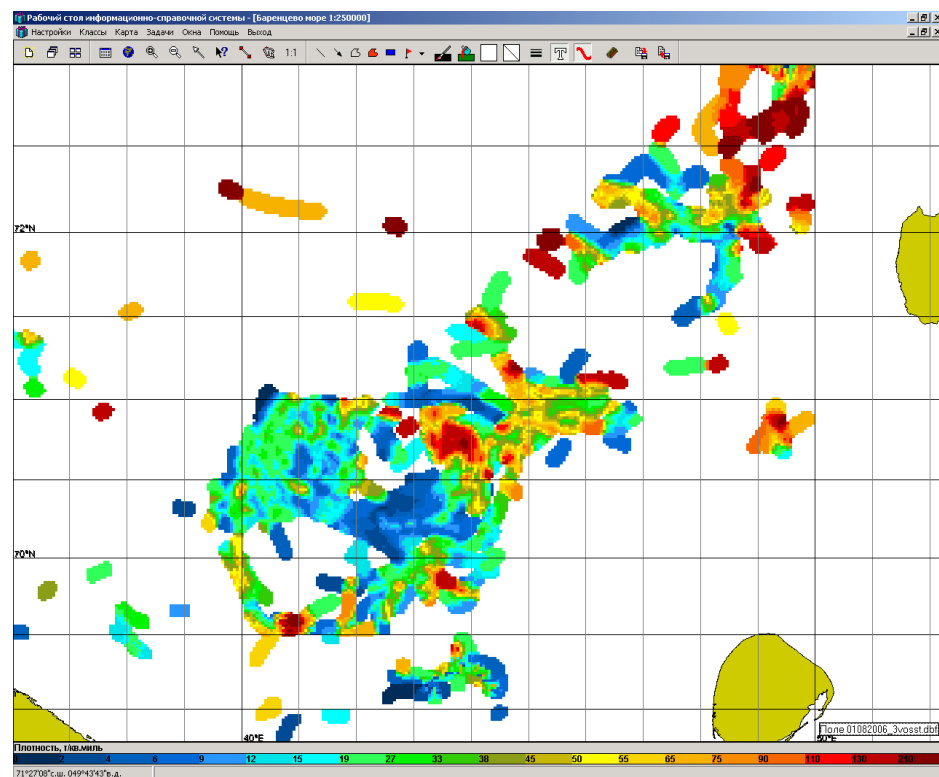 Рабочий стол информационно-справочной системы - [Баренцево море 1:250000]
Настройки Классы Карта Задачи Окна Помощь Выход
1:1
72°N
70°N
40°E
50°E
Поле 01082006_3vosst.dbf
Плотность, т/кв.миль
0 2 4 6 9 12 15 19 27 33 38 45 50 55 65 75 90 110 130 210
71°27'08"с.ш. 049°43'43"в.д.